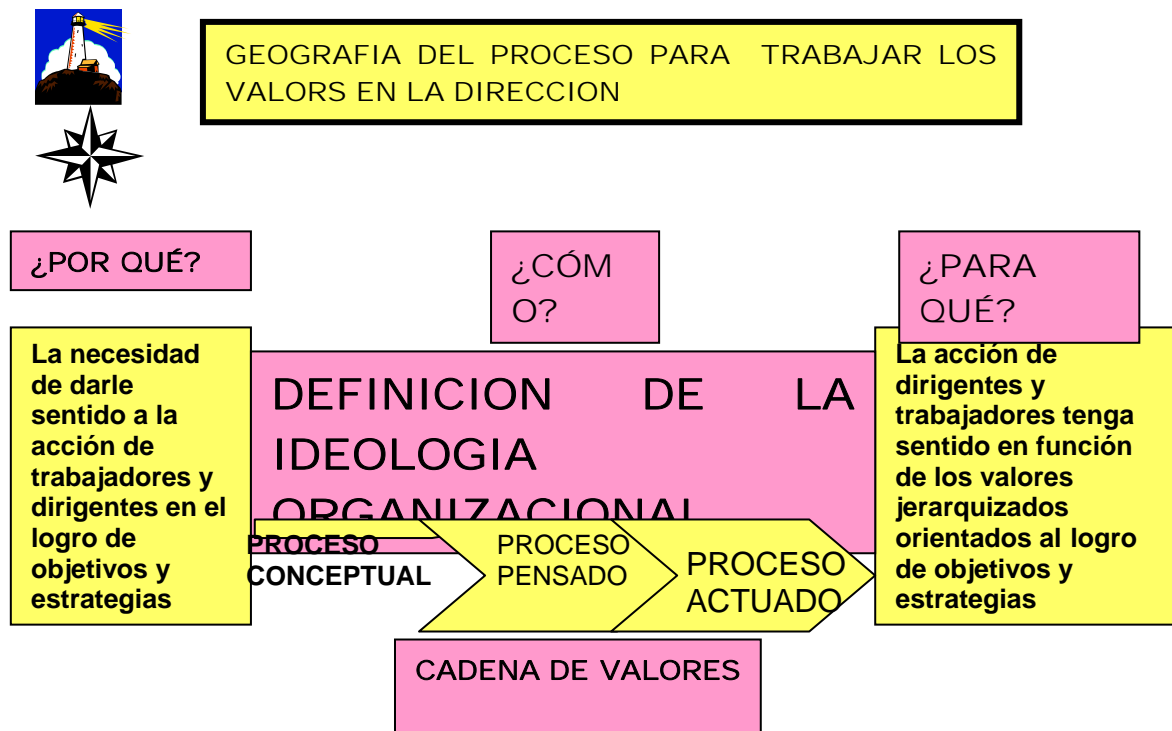 GEOGRAFIA DEL PROCESO PARA TRABAJAR LOS
VALORS EN LA DIRECCION
¿POR QUÉ?
¿CÓM
O?
¿PARA
QUÉ?
La necesidad
de darle
sentido a la
acción de
trabajadores y
dirigentes en el
logro de
objetivos y
estrategias
DEFINICION DE LA
IDEOLOGIA
ORGANIZACIONAL
PROCESO
CONCEPTUAL
PROCESO
PENSADO
PROCESO
ACTUADO
La acción de
dirigentes y
trabajadores tenga
sentido en función
de los valores
jerarquizados
orientados al logro
de objetivos y
estrategias
CADENA DE VALORES